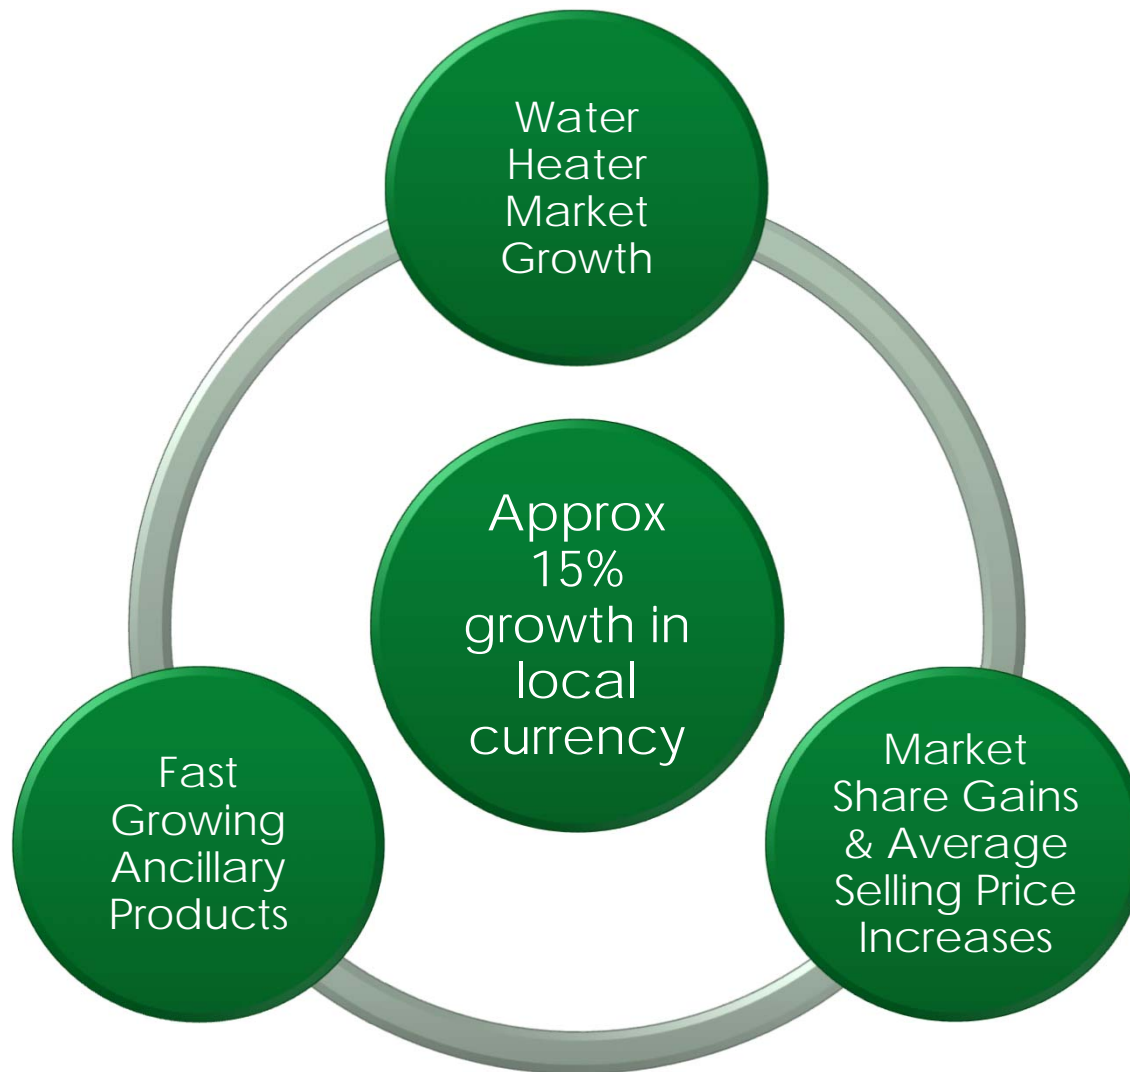 Water
Heater
Market
Growth
Approx
15%
growth in
local
currency
Fast
Growing
Ancillary
Products
Market
Share Gains
& Average
Selling Price
Increases